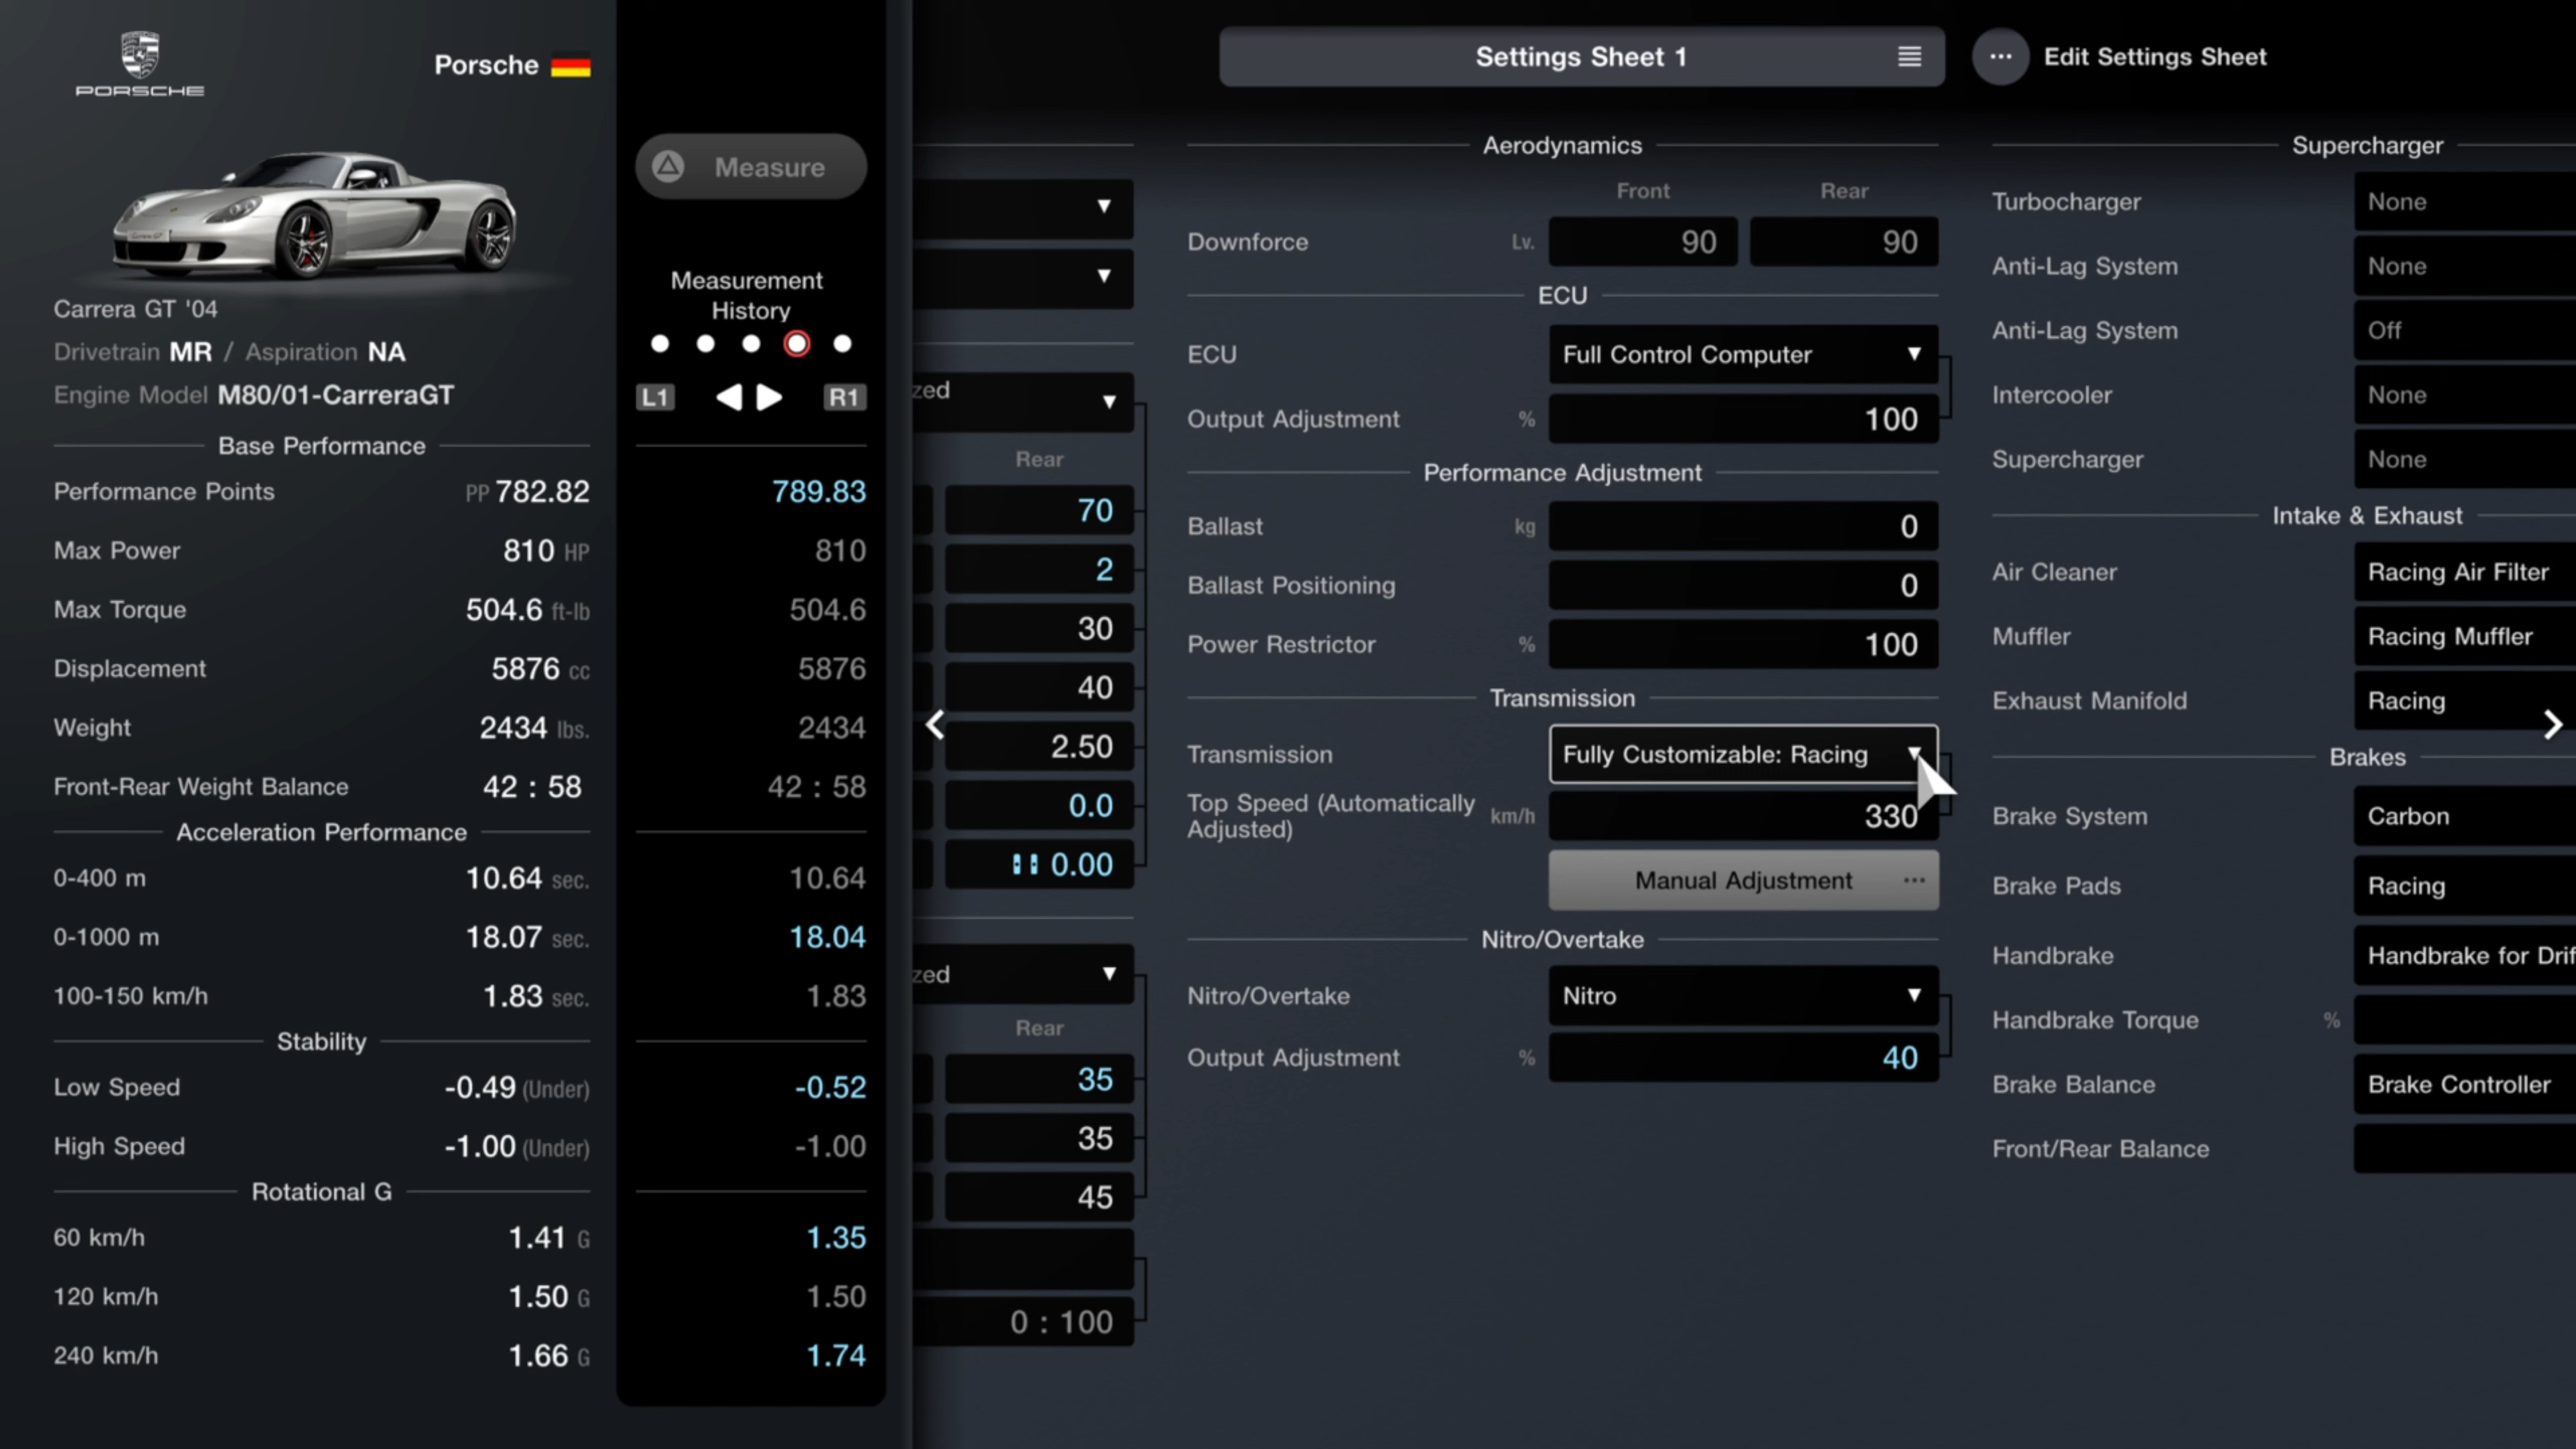 PORSCHE
Porsche
Carrera GT '04
Drivetrain MR / Aspiration NA
Engine Model M80/01-CarreraGT
Base Performance
Performance Points PP 782.82
Max Power 810 HP
Max Torque 504.6 ft-lb
Displacement 5876 cc
Weight 2434 lbs.
Front-Rear Weight Balance 42 : 58
Acceleration Performance
0-400 m 10.64 sec.
0-1000 m 18.07 sec.
100-150 km/h 1.83 sec.
Stability
Low Speed -0.49 (Under)
High Speed -1.00 (Under)
Rotational G
60 km/h 1.41 G
120 km/h 1.50 G
240 km/h 1.66 G
Measure
Measurement
History
L1 R1
789.83
810
504.6
5876
2434
42 : 58
10.64
18.04
1.83
-0.52
-1.00
1.35
1.50
1.74
zed
Rear
70
2
30
40
2.50
0.0
0.00
zed
Rear
35
35
45
0 : 100
Settings Sheet 1
Edit Settings Sheet
Aerodynamics
Front Rear
Downforce Lv. 90 90
ECU
ECU Full Control Computer
Output Adjustment % 100
Performance Adjustment
Ballast kg 0
Ballast Positioning 0
Power Restrictor % 100
Transmission
Transmission Fully Customizable: Racing
Top Speed (Automatically
Adjusted) km/h 330
Manual Adjustment
Nitro/Overtake
Nitro/Overtake Nitro
Output Adjustment % 40
Supercharger
Turbocharger None
Anti-Lag System None
Anti-Lag System Off
Intercooler None
Supercharger None
Intake & Exhaust
Air Cleaner Racing Air Filter
Muffler Racing Muffler
Exhaust Manifold Racing
Brakes
Brake System Carbon
Brake Pads Racing
Handbrake Handbrake for Drif
Handbrake Torque %
Brake Balance Brake Controller
Front/Rear Balance